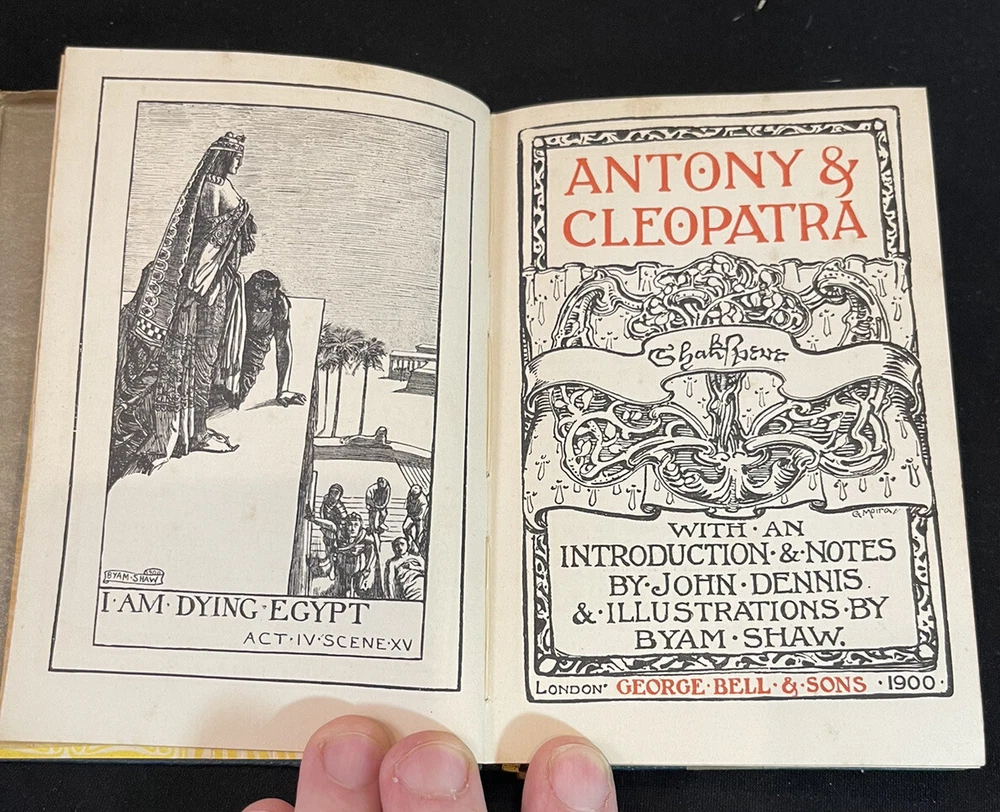 BYAM·SHAW 1900
I·AM·DYING·EGYPT
ACT·IV·SCENE·XV
ANTONY &
CLEOPATRA
Shakspere
G. Moira
WITH·AN
INTRODUCTION·&·NOTES
BY·JOHN·DENNIS
&·ILLUSTRATIONS·BY
BYAM·SHAW.
LONDON· GEORGE·BELL·&·SONS ·1900·